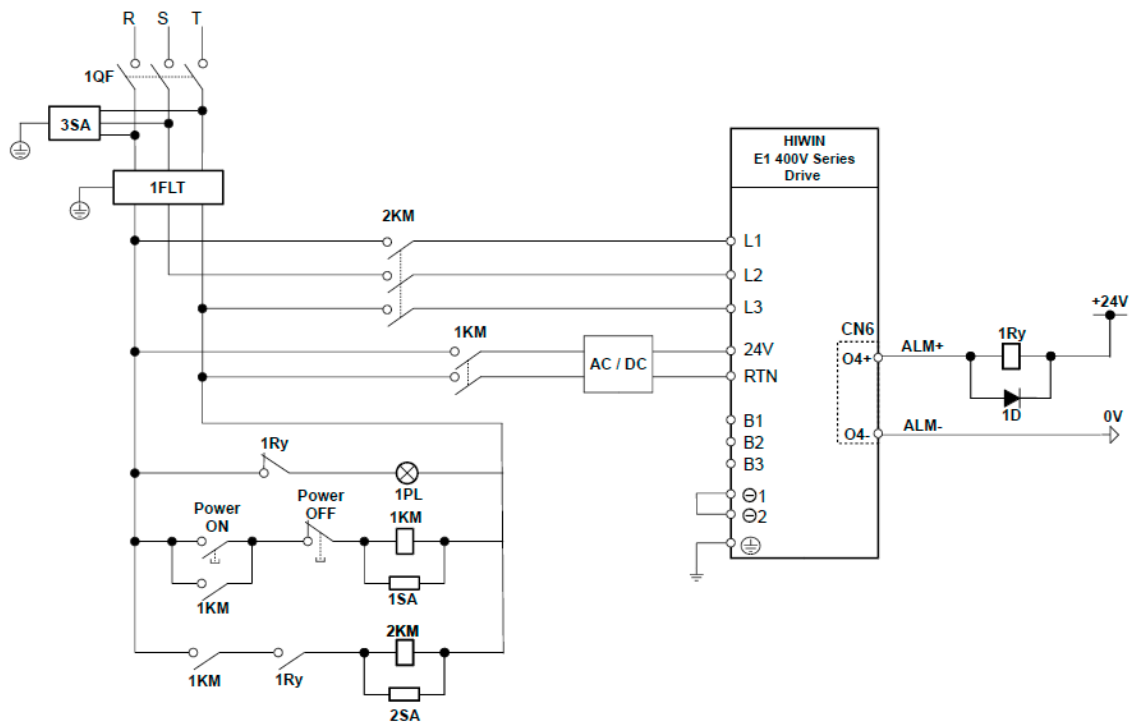 R S T
1QF
3SA
1FLT
2KM
1KM
AC / DC
HIWIN
E1 400V Series
Drive
L1
L2
L3
24V
RTN
B1
B2
B3
⊖1
⊖2
CN6
O4+
O4-
ALM+
ALM-
1Ry
1D
+24V
0V
1Ry
1PL
Power
ON
Power
OFF
1KM
1KM
1SA
1KM
1Ry
2KM
2SA